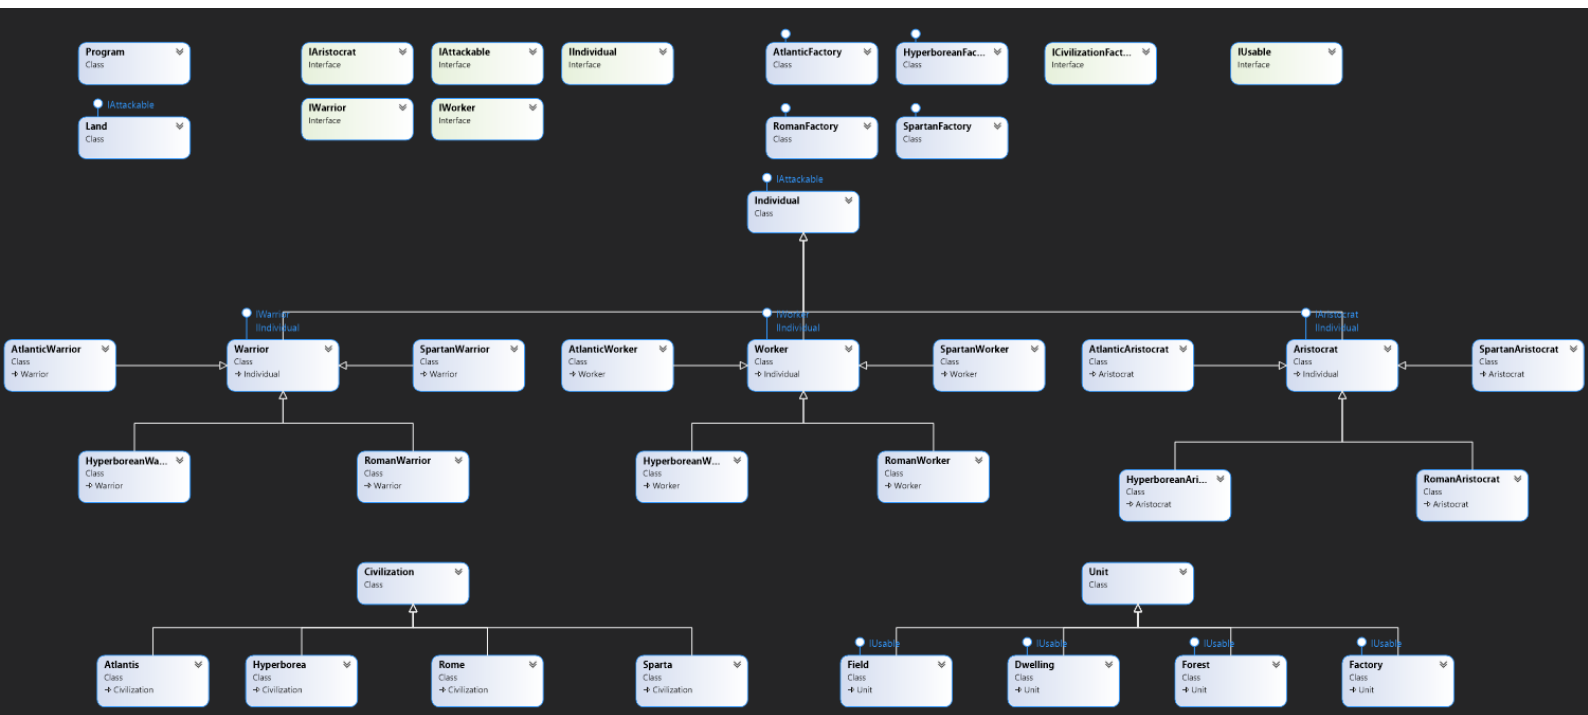 Program
Class
IAristocrat
Interface
IAttackable
Interface
IIndividual
Interface
AtlanticFactory
Class
HyperboreanFac...
Class
ICivilizationFact...
Interface
IUsable
Interface
IAttackable
Land
Class
IWarrior
Interface
IWorker
Interface
RomanFactory
Class
SpartanFactory
Class
IAttackable
Individual
Class
IWarrior
IIndividual
IWorker
IIndividual
IAristocrat
IIndividual
AtlanticWarrior
Class
Warrior
Warrior
Class
Individual
SpartanWarrior
Class
Warrior
AtlanticWorker
Class
Worker
Worker
Class
Individual
SpartanWorker
Class
Worker
AtlanticAristocrat
Class
Aristocrat
Aristocrat
Class
Individual
SpartanAristocrat
Class
Aristocrat
HyperboreanWa...
Class
Warrior
RomanWarrior
Class
Warrior
HyperboreanW...
Class
Worker
RomanWorker
Class
Worker
HyperboreanAri...
Class
Aristocrat
RomanAristocrat
Class
Aristocrat
Civilization
Class
Unit
Class
IUsable
IUsable
IUsable
IUsable
Atlantis
Class
Civilization
Hyperborea
Class
Civilization
Rome
Class
Civilization
Sparta
Class
Civilization
Field
Class
Unit
Dwelling
Class
Unit
Forest
Class
Unit
Factory
Class
Unit